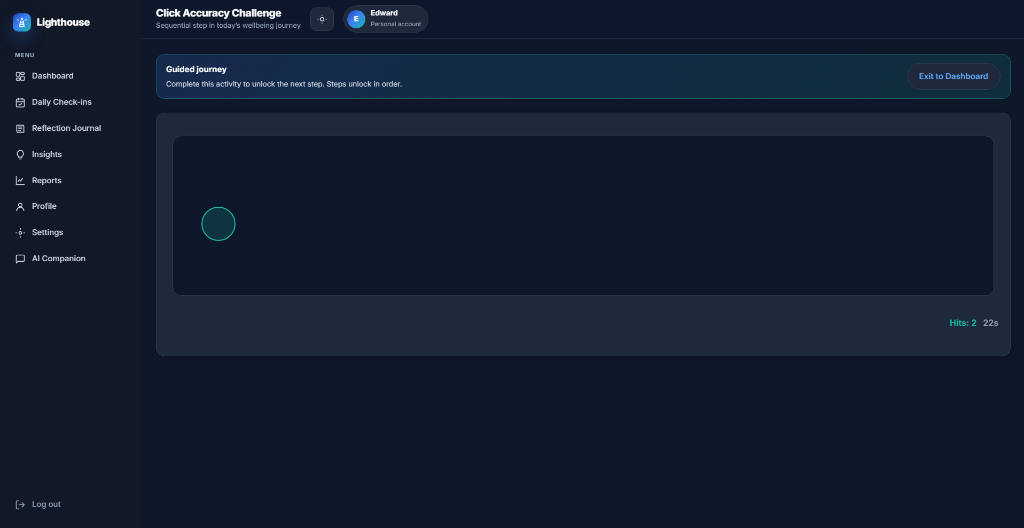 Lighthouse
MENU
Dashboard
Daily Check-ins
Reflection Journal
Insights
Reports
Profile
Settings
AI Companion
Log out
Click Accuracy Challenge
Sequential step in today's wellbeing journey
E
Edward
Personal account
Guided journey
Complete this activity to unlock the next step. Steps unlock in order.
Exit to Dashboard
Hits: 2 22s